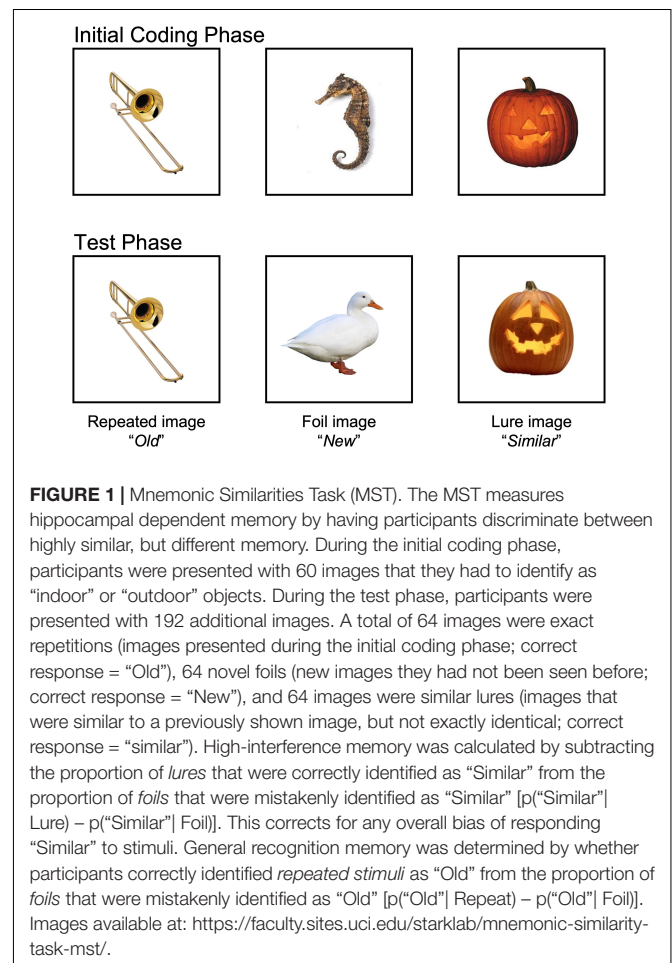 Initial Coding Phase
Test Phase
Repeated image
"Old"
Foil image
"New"
Lure image
"Similar"
FIGURE 1 | Mnemonic Similarities Task (MST). The MST measures
hippocampal dependent memory by having participants discriminate between
highly similar, but different memory. During the initial coding phase,
participants were presented with 60 images that they had to identify as
“indoor” or “outdoor” objects. During the test phase, participants were
presented with 192 additional images. A total of 64 images were exact
repetitions (images presented during the initial coding phase; correct
response = “Old”), 64 novel foils (new images they had not been seen before;
correct response = “New”), and 64 images were similar lures (images that
were similar to a previously shown image, but not exactly identical; correct
response = “similar”). High-interference memory was calculated by subtracting
the proportion of lures that were correctly identified as “Similar” from the
proportion of foils that were mistakenly identified as “Similar” [p(“Similar”|
Lure) – p(“Similar”| Foil)]. This corrects for any overall bias of responding
“Similar” to stimuli. General recognition memory was determined by whether
participants correctly identified repeated stimuli as “Old” from the proportion of
foils that were mistakenly identified as “Old” [p(“Old”| Repeat) – p(“Old”| Foil)].
Images available at: https://faculty.sites.uci.edu/starklab/mnemonic-similarity-
task-mst/.